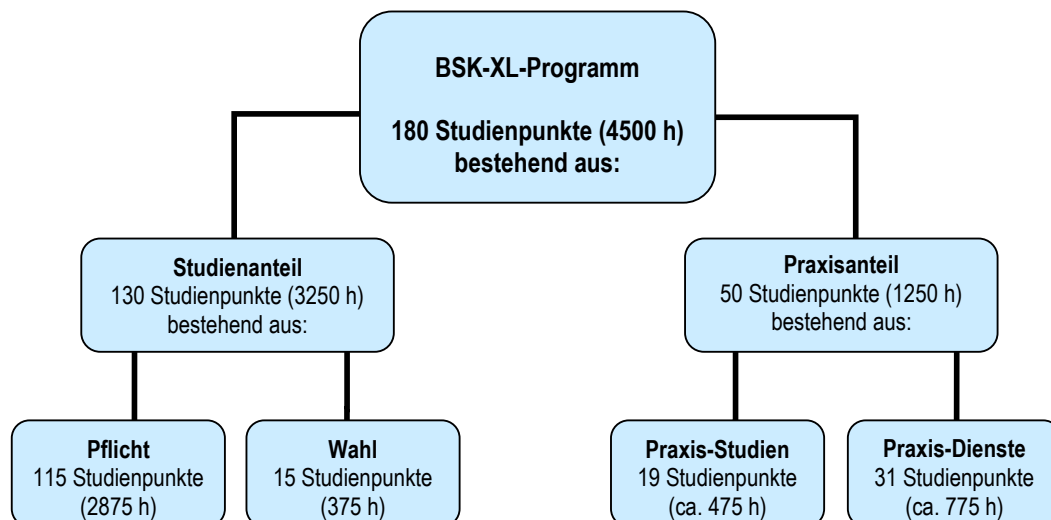 BSK-XL-Programm
180 Studienpunkte (4500 h)
bestehend aus:
Studienanteil
130 Studienpunkte (3250 h)
bestehend aus:
Praxisanteil
50 Studienpunkte (1250 h)
bestehend aus:
Pflicht
115 Studienpunkte
(2875 h)
Wahl
15 Studienpunkte
(375 h)
Praxis-Studien
19 Studienpunkte
(ca. 475 h)
Praxis-Dienste
31 Studienpunkte
(ca. 775 h)